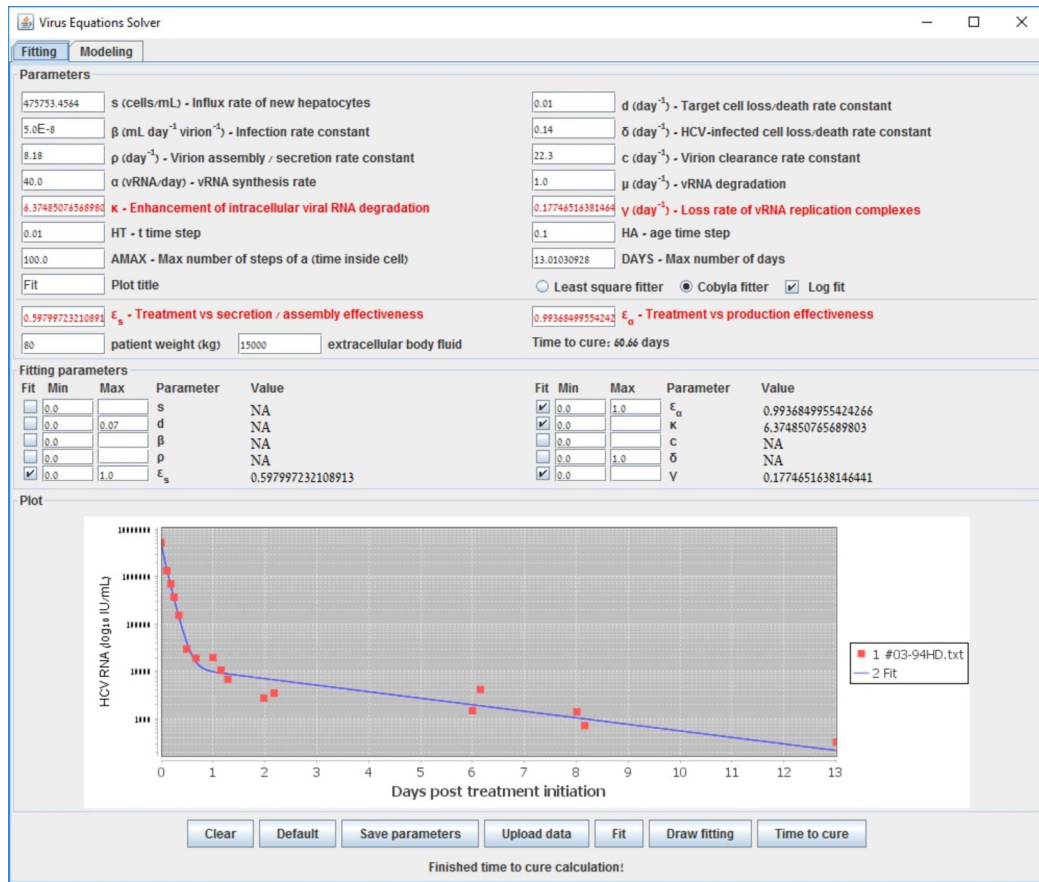 Virus Equations Solver
Fitting Modeling
Parameters
475753.4564 s (cells/mL) - Influx rate of new hepatocytes 0.01 d (day⁻¹) - Target cell loss/death rate constant
5.0E-8 β (mL day⁻¹ virion⁻¹) - Infection rate constant 0.14 δ (day⁻¹) - HCV-infected cell loss/death rate constant
8.18 ρ (day⁻¹) - Virion assembly / secretion rate constant 22.3 c (day⁻¹) - Virion clearance rate constant
40.0 α (vRNA/day) - vRNA synthesis rate 1.0 μ (day⁻¹) - vRNA degradation
6.37485076568980 κ - Enhancement of intracellular viral RNA degradation 0.17746516381464 γ (day⁻¹) - Loss rate of vRNA replication complexes
0.01 HT - t time step 0.1 HA - age time step
100.0 AMAX - Max number of steps of a (time inside cell) 13.01030928 DAYS - Max number of days
Fit Plot title Least square fitter Cobyla fitter Log fit
0.59799723210891 εs - Treatment vs secretion / assembly effectiveness 0.99368499554242 εα - Treatment vs production effectiveness
80 patient weight (kg) 15000 extracellular body fluid Time to cure: 60.66 days
Fitting parameters
Fit Min Max Parameter Value Fit Min Max Parameter Value
0.0 s NA 0.0 1.0 εα 0.9936849955424266
0.0 0.07 d NA 0.0 κ 6.374850765689803
0.0 β NA 0.0 c NA
0.0 ρ NA 0.0 1.0 δ NA
0.0 1.0 εs 0.597997232108913 0.0 γ 0.1774651638146441
Plot
HCV RNA (log₁₀ IU/mL)
1000000
100000
10000
1000
100
1 #03-94HD.txt
2 Fit
0 1 2 3 4 5 6 7 8 9 10 11 12 13
Days post treatment initiation
Clear Default Save parameters Upload data Fit Draw fitting Time to cure
Finished time to cure calculation!